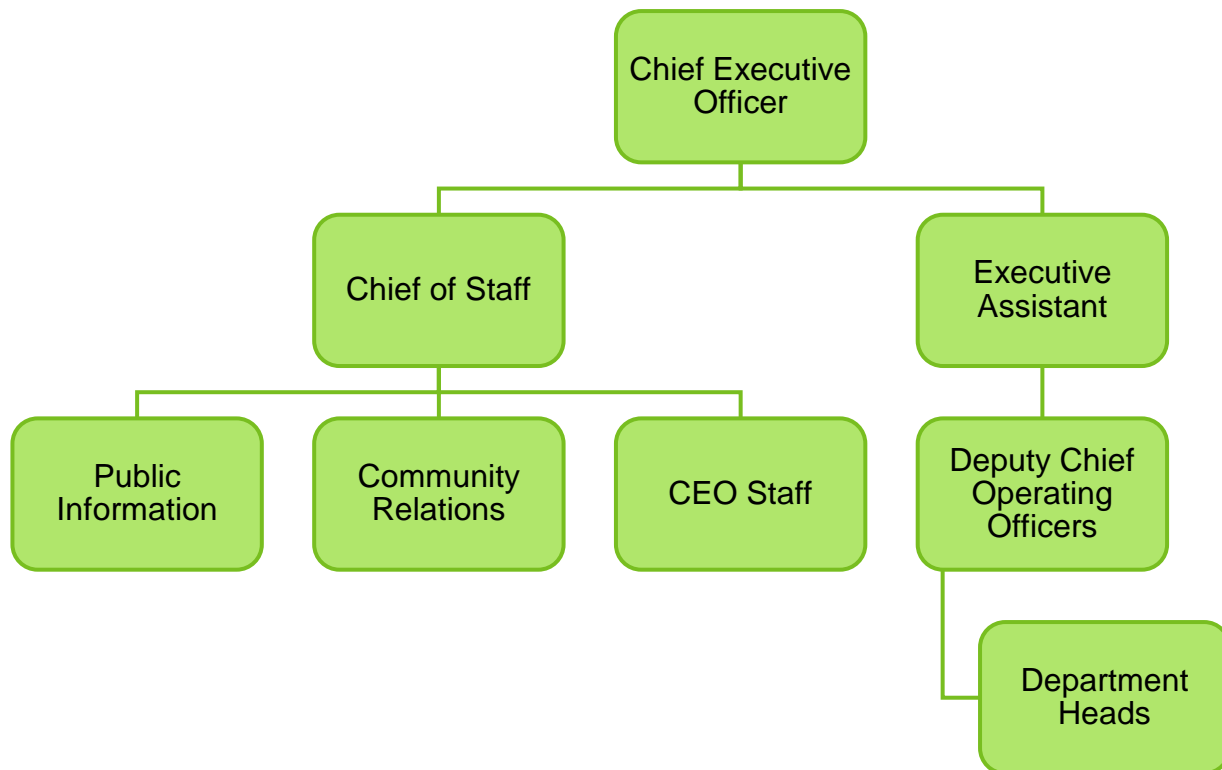 Chief Executive
Officer
Chief of Staff
Executive
Assistant
Public
Information
Community
Relations
CEO Staff
Deputy Chief
Operating
Officers
Department
Heads